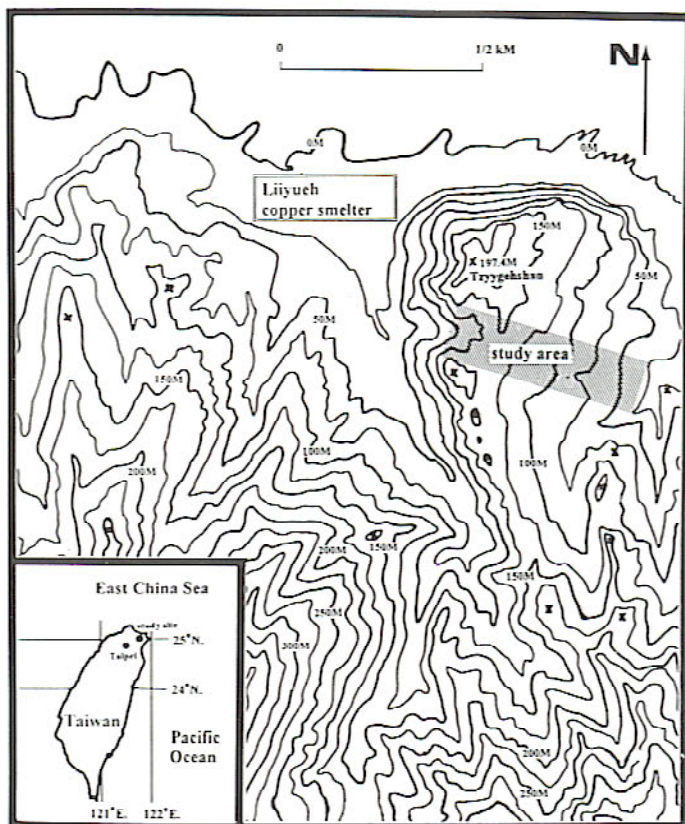 0
1/2 kM
N
0M
0M
0M
Liiyueh
copper smelter
150M
x 197.4M
Tzyygehshan
50M
50M
study area
150M
100M
100M
200M
200M
150M
150M
250M
300M
200M
250M
East China Sea
study site
25°N.
Taipei
24°N.
Taiwan
Pacific
Ocean
121°E.
122°E.